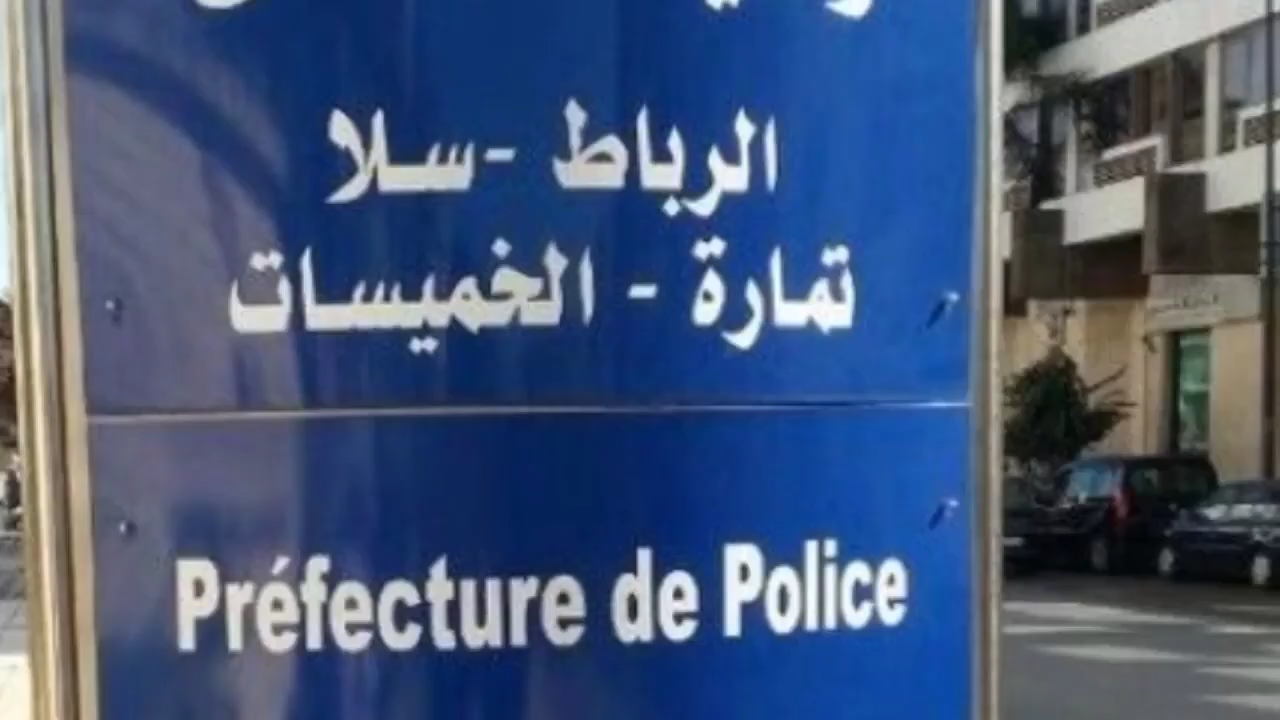 الرباط -سلا
تمارة - الخميسات
Préfecture de Police